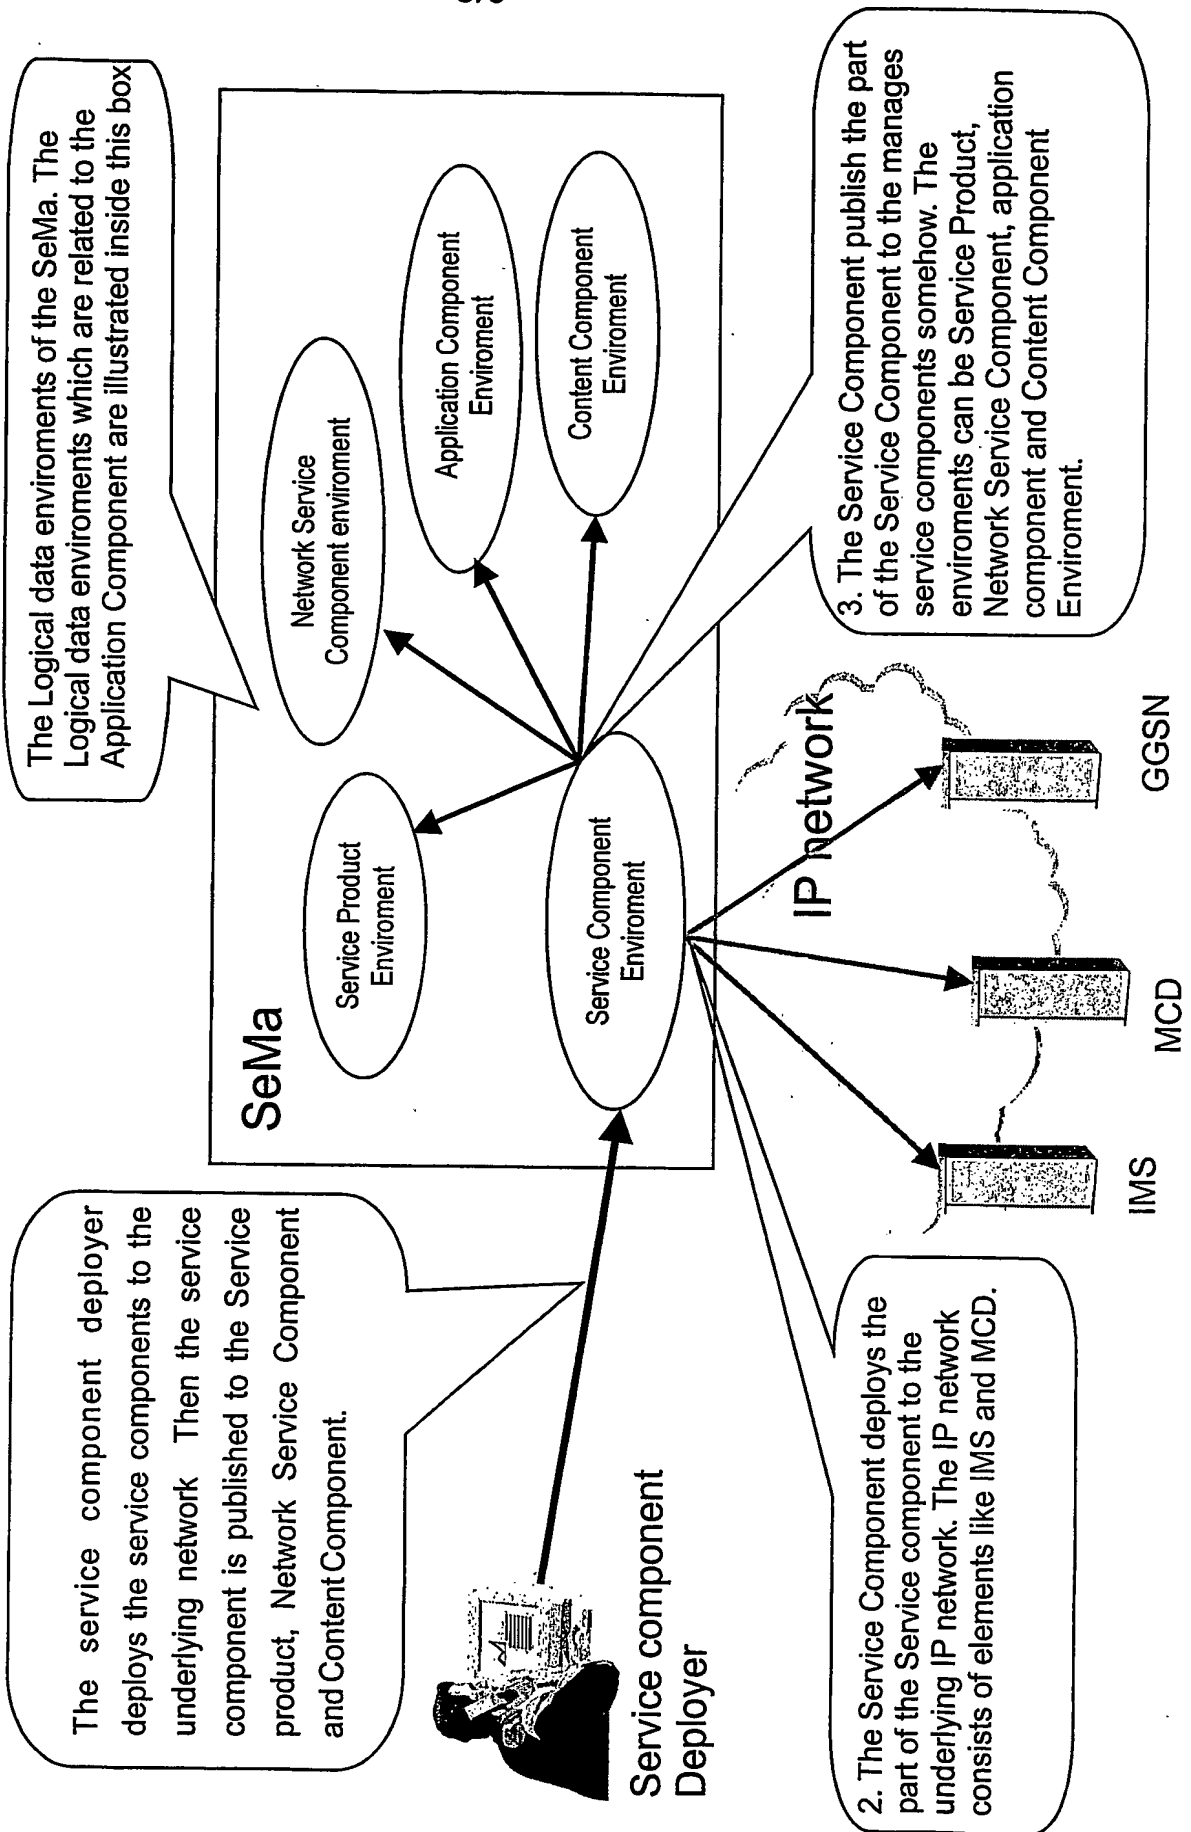 The service component deployer
deploys the service components to the
underlying network Then the service
component is published to the Service
product, Network Service Component
and Content Component.
The Logical data enviroments of the SeMa. The
Logical data enviroments which are related to the
Application Component are illustrated inside this box
SeMa
Service Product
Enviroment
Network Service
Component enviroment
Application Component
Enviroment
Content Component
Enviroment
Service Component
Enviroment
Service component
Deployer
IP network
IMS
MCD
GGSN
2. The Service Component deploys the
part of the Service component to the
underlying IP network. The IP network
consists of elements like IMS and MCD.
3. The Service Component publish the part
of the Service Component to the manages
service components somehow. The
enviroments can be Service Product,
Network Service Component, application
component and Content Component
Enviroment.